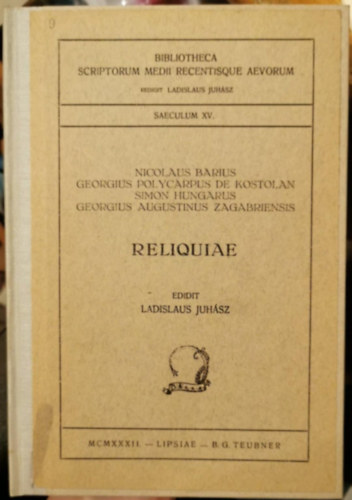 BIBLIOTHECA
SCRIPTORUM MEDII RECENTISQUE AEVORUM
EDIDIT LADISLAUS JUHÁSZ
SAECULUM XV.
NICOLAUS BARIUS
GEORGIUS POLYCARPUS DE KOSTOLAN
SIMON HUNGARUS
GEORGIUS AUGUSTINUS ZAGABRIENSIS
RELIQUIAE
EDIDIT
LADISLAUS JUHÁSZ
MCMXXXII. — LIPSIAE — B. G. TEUBNER